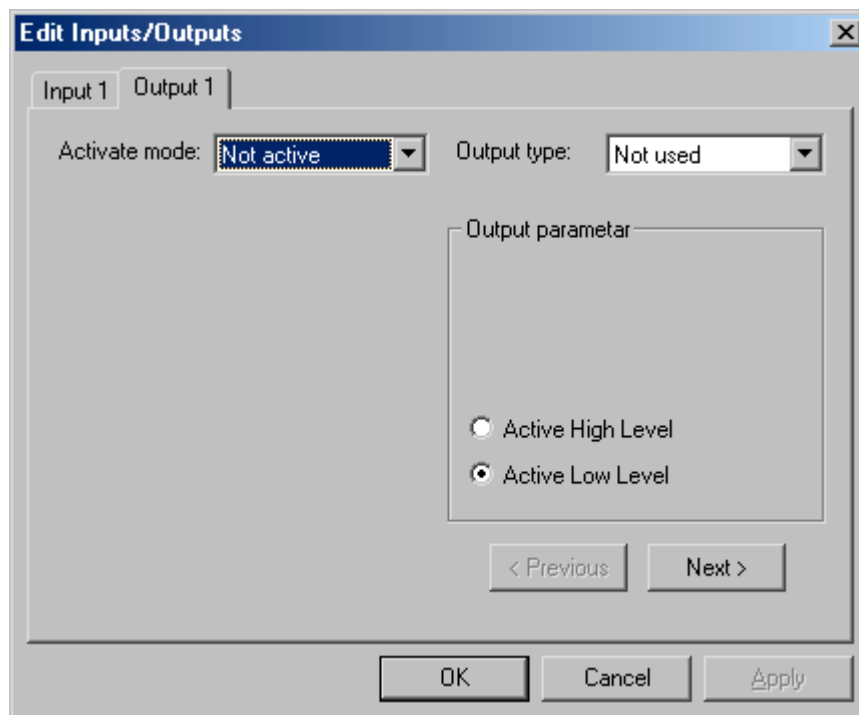 Edit Inputs/Outputs
Input 1
Output 1
Activate mode: Not active
Output type: Not used
Output parametar
Active High Level
Active Low Level
< Previous
Next >
OK
Cancel
Apply